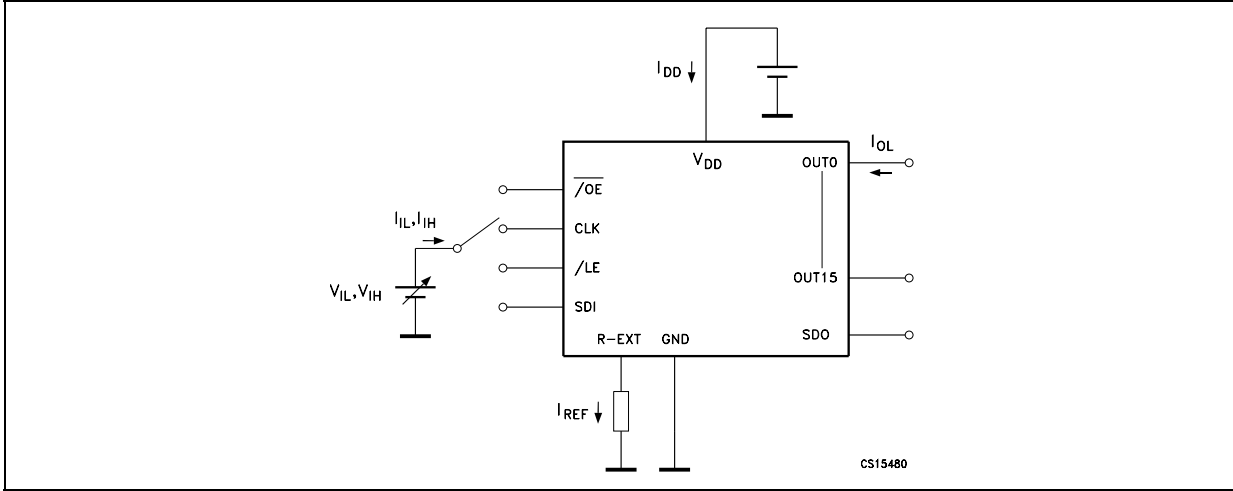 IDD
VDD
OUT0
IOL
/OE
IIL,IIH
CLK
/LE
VIL,VIH
OUT15
SDI
SDO
R-EXT
GND
IREF
CS15480